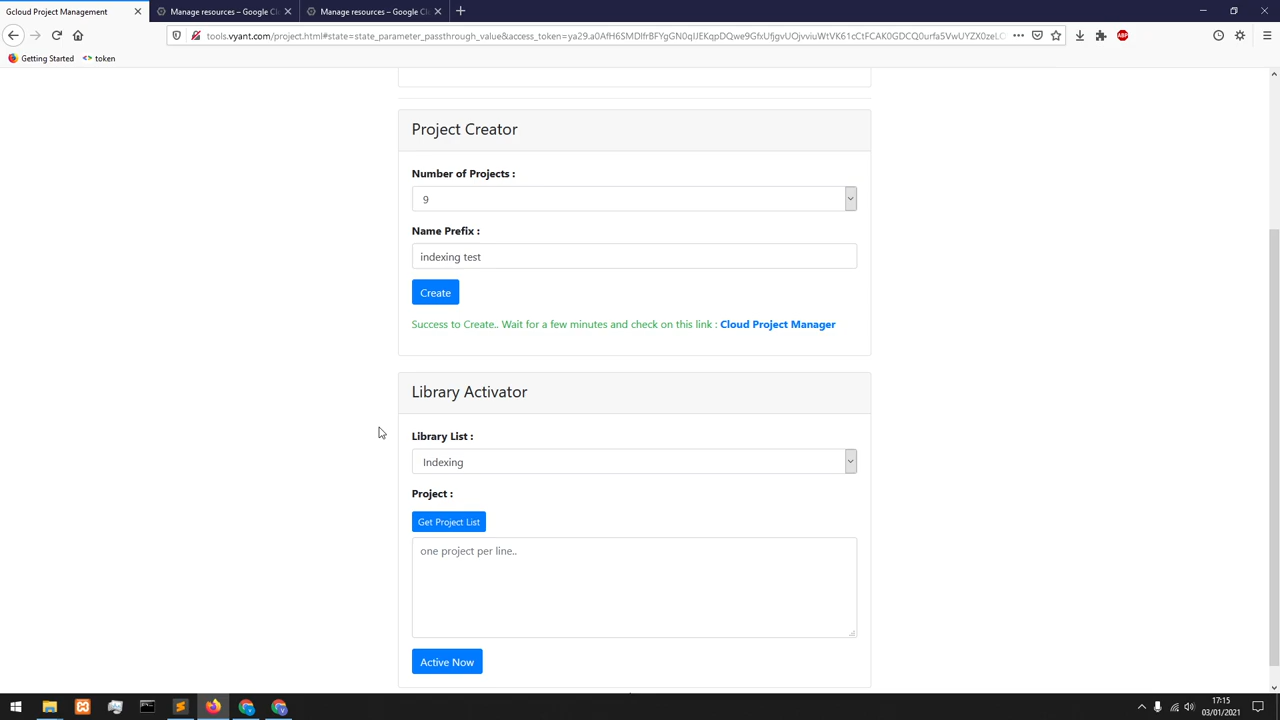 Gcloud Project Management
Manage resources – Google Cl
Manage resources – Google Cl
tools.vyant.com/project.html#state=state_parameter_passthrough_value&access_token=
Getting Started
token
Project Creator
Number of Projects :
9
Name Prefix :
indexing test
Create
Success to Create.. Wait for a few minutes and check on this link : Cloud Project Manager
Library Activator
Library List :
Indexing
Project :
Get Project List
one project per line..
Active Now
17:15
03/01/2021